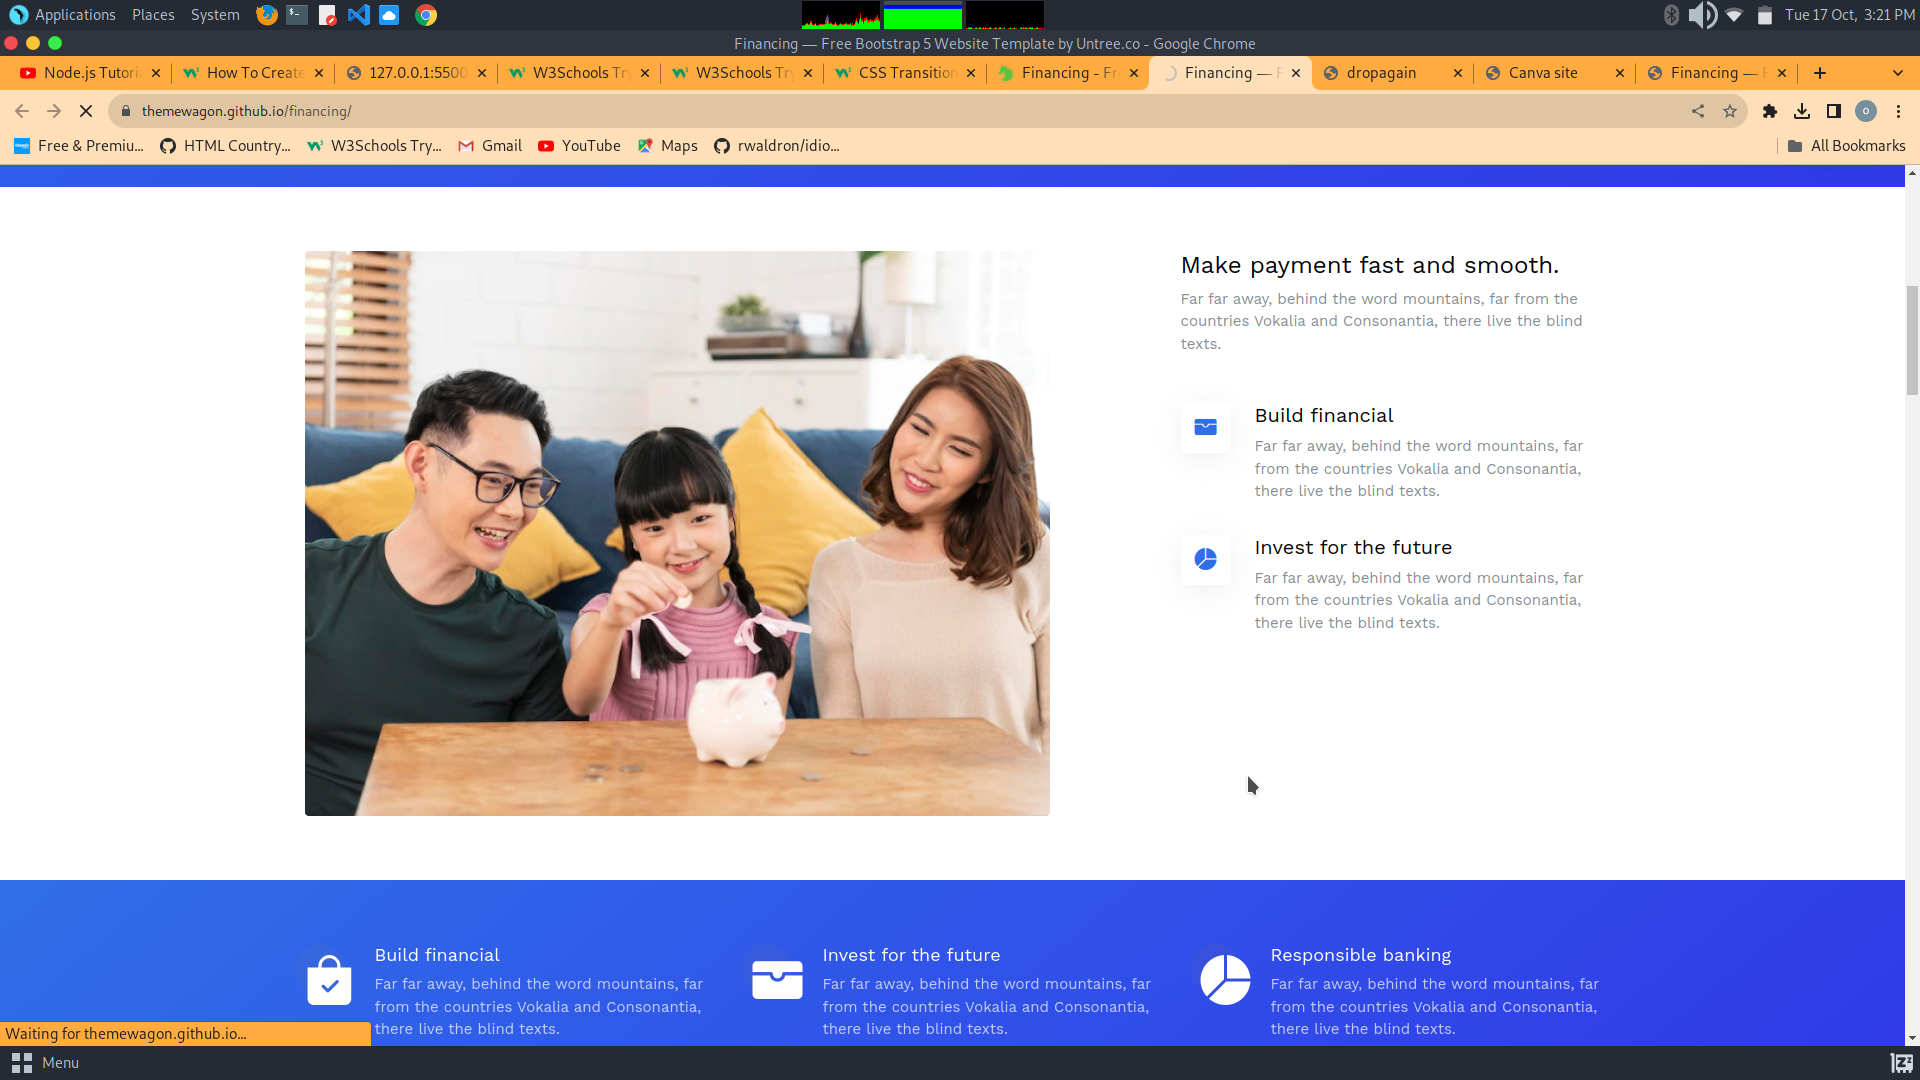 Applications Places System
Tue 17 Oct, 3:21 PM
Financing — Free Bootstrap 5 Website Template by Untree.co - Google Chrome
Node.js Tutori
How To Create
127.0.0.1:5500
W3Schools Try
W3Schools Try
CSS Transition
Financing - Fr
Financing — F
dropagain
Canva site
Financing — F
themewagon.github.io/financing/
Free & Premiu...
HTML Country...
W3Schools Try...
Gmail
YouTube
Maps
rwaldron/idio...
All Bookmarks
Make payment fast and smooth.
Far far away, behind the word mountains, far from the
countries Vokalia and Consonantia, there live the blind
texts.
Build financial
Far far away, behind the word mountains, far
from the countries Vokalia and Consonantia,
there live the blind texts.
Invest for the future
Far far away, behind the word mountains, far
from the countries Vokalia and Consonantia,
there live the blind texts.
Build financial
Far far away, behind the word mountains, far
from the countries Vokalia and Consonantia,
there live the blind texts.
Invest for the future
Far far away, behind the word mountains, far
from the countries Vokalia and Consonantia,
there live the blind texts.
Responsible banking
Far far away, behind the word mountains, far
from the countries Vokalia and Consonantia,
there live the blind texts.
Waiting for themewagon.github.io...
Menu